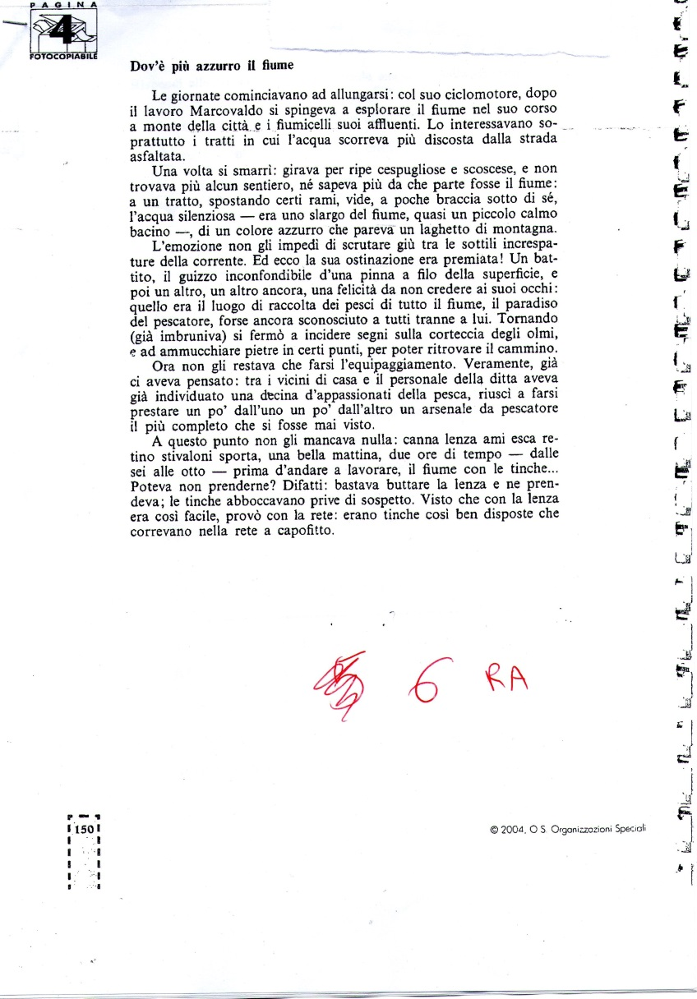 PAGINA
4
FOTOCOPIABILE
Dov'è più azzurro il fiume
Le giornate cominciavano ad allungarsi: col suo ciclomotore, dopo
il lavoro Marcovaldo si spingeva a esplorare il fiume nel suo corso
a monte della città e i fiumicelli suoi affluenti. Lo interessavano so-
prattutto i tratti in cui l'acqua scorreva più discosta dalla strada
asfaltata.
Una volta si smarrì: girava per ripe cespugliose e scoscese, e non
trovava più alcun sentiero, né sapeva più da che parte fosse il fiume:
a un tratto, spostando certi rami, vide, a poche braccia sotto di sé,
l'acqua silenziosa — era uno slargo del fiume, quasi un piccolo calmo
bacino —, di un colore azzurro che pareva un laghetto di montagna.
L'emozione non gli impedì di scrutare giù tra le sottili increspa-
ture della corrente. Ed ecco la sua ostinazione era premiata! Un bat-
tito, il guizzo inconfondibile d'una pinna a filo della superficie, e
poi un altro, un altro ancora, una felicità da non credere ai suoi occhi:
quello era il luogo di raccolta dei pesci di tutto il fiume, il paradiso
del pescatore, forse ancora sconosciuto a tutti tranne a lui. Tornando
(già imbruniva) si fermò a incidere segni sulla corteccia degli olmi,
e ad ammucchiare pietre in certi punti, per poter ritrovare il cammino.
Ora non gli restava che farsi l'equipaggiamento. Veramente, già
ci aveva pensato: tra i vicini di casa e il personale della ditta aveva
già individuato una decina d'appassionati della pesca, riuscì a farsi
prestare un po' dall'uno un po' dall'altro un arsenale da pescatore
il più completo che si fosse mai visto.
A questo punto non gli mancava nulla: canna lenza ami esca re-
tino stivaloni sporta, una bella mattina, due ore di tempo — dalle
sei alle otto — prima d'andare a lavorare, il fiume con le tinche...
Poteva non prenderne? Difatti: bastava buttare la lenza e ne pren-
deva; le tinche abboccavano prive di sospetto. Visto che con la lenza
era così facile, provò con la rete: erano tinche così ben disposte che
correvano nella rete a capofitto.
6 RA
150
© 2004, O S. Organizzazioni Speciali